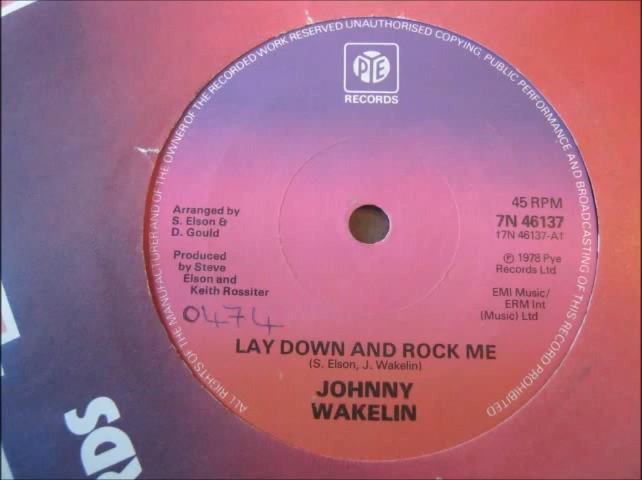 ALL RIGHTS OF THE MANUFACTURER AND OF THE OWNER OF THE RECORDED WORK RESERVED UNAUTHORISED COPYING, PUBLIC PERFORMANCE AND BROADCASTING OF THIS RECORD PROHIBITED
PYE
RECORDS
Arranged by
S. Elson &
D. Gould
Produced
by Steve
Elson and
Keith Rossiter
0474
45 RPM
7N 46137
17N 46137-A1
℗ 1978 Pye
Records Ltd
EMI Music/
ERM Int
(Music) Ltd
LAY DOWN AND ROCK ME
(S. Elson, J. Wakelin)
JOHNNY
WAKELIN
RDS